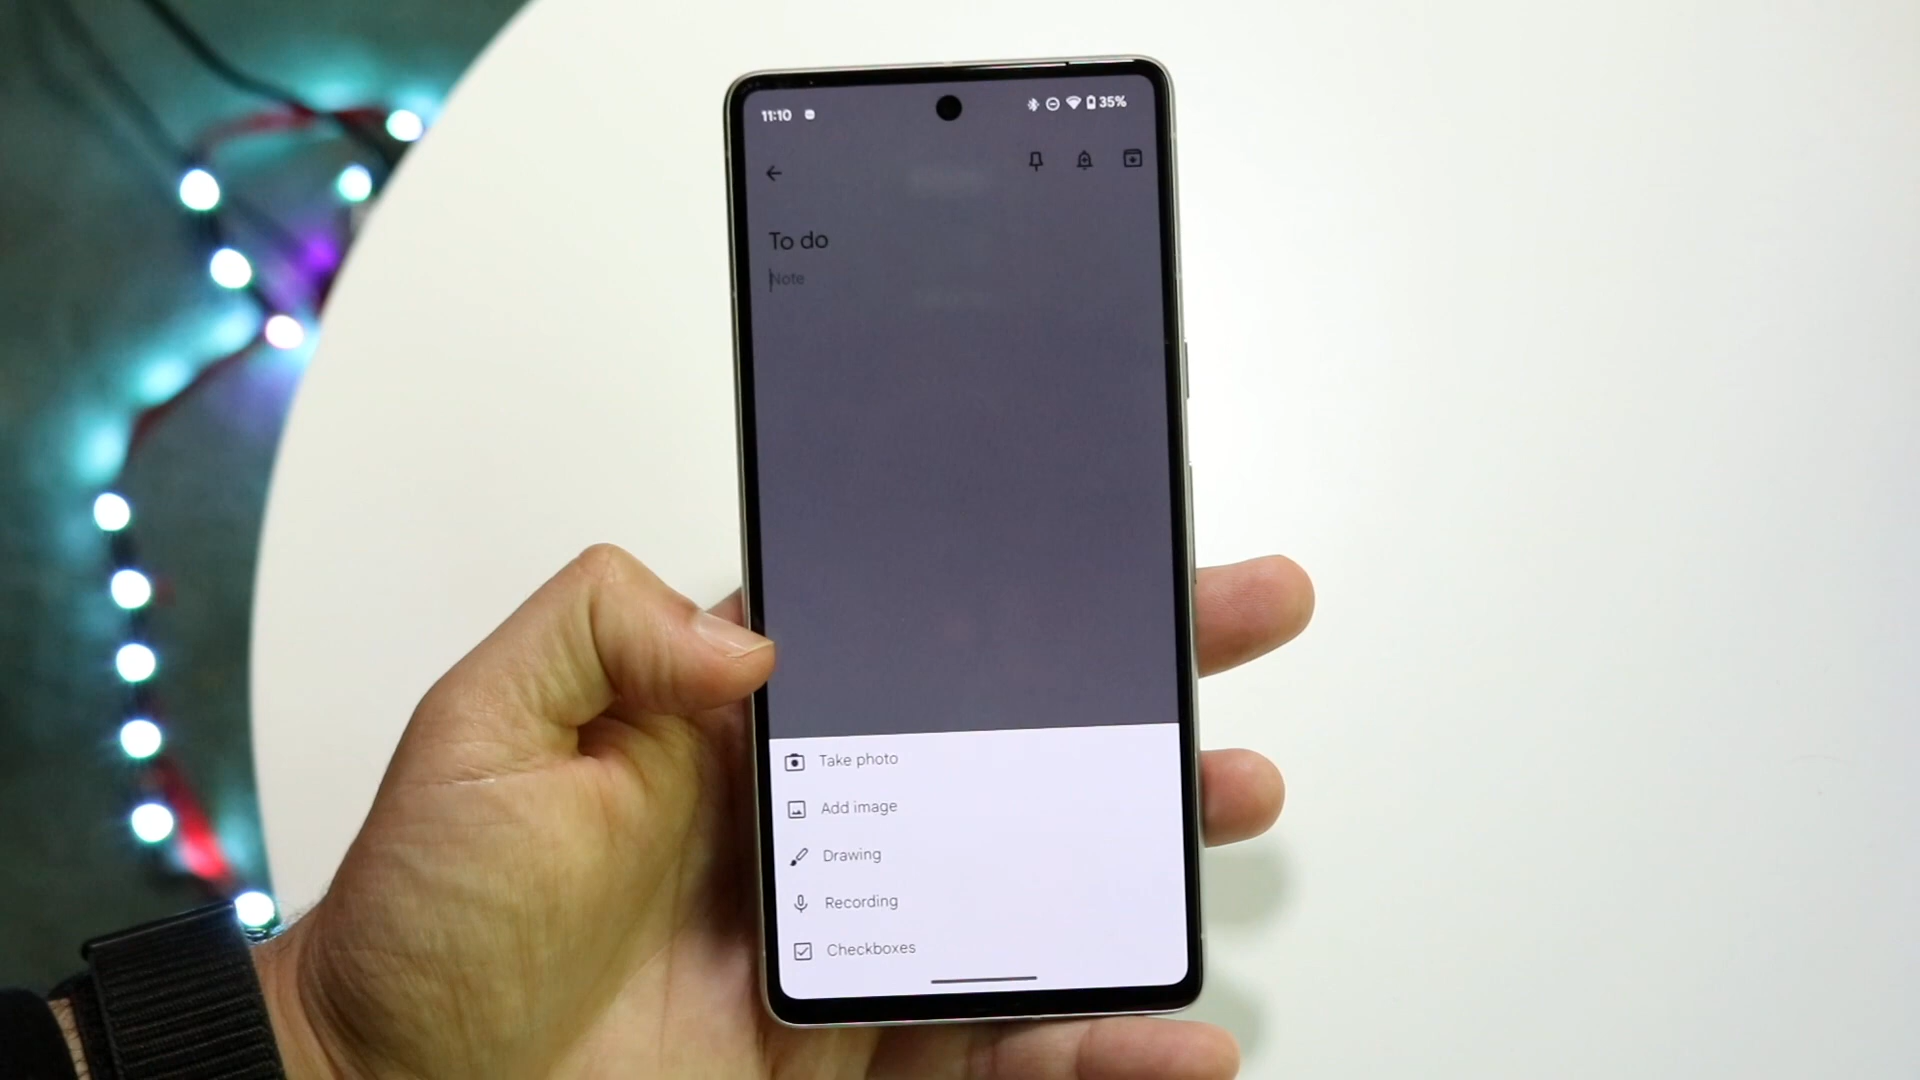 11:10 35%
To do
Note
Take photo
Add image
Drawing
Recording
Checkboxes